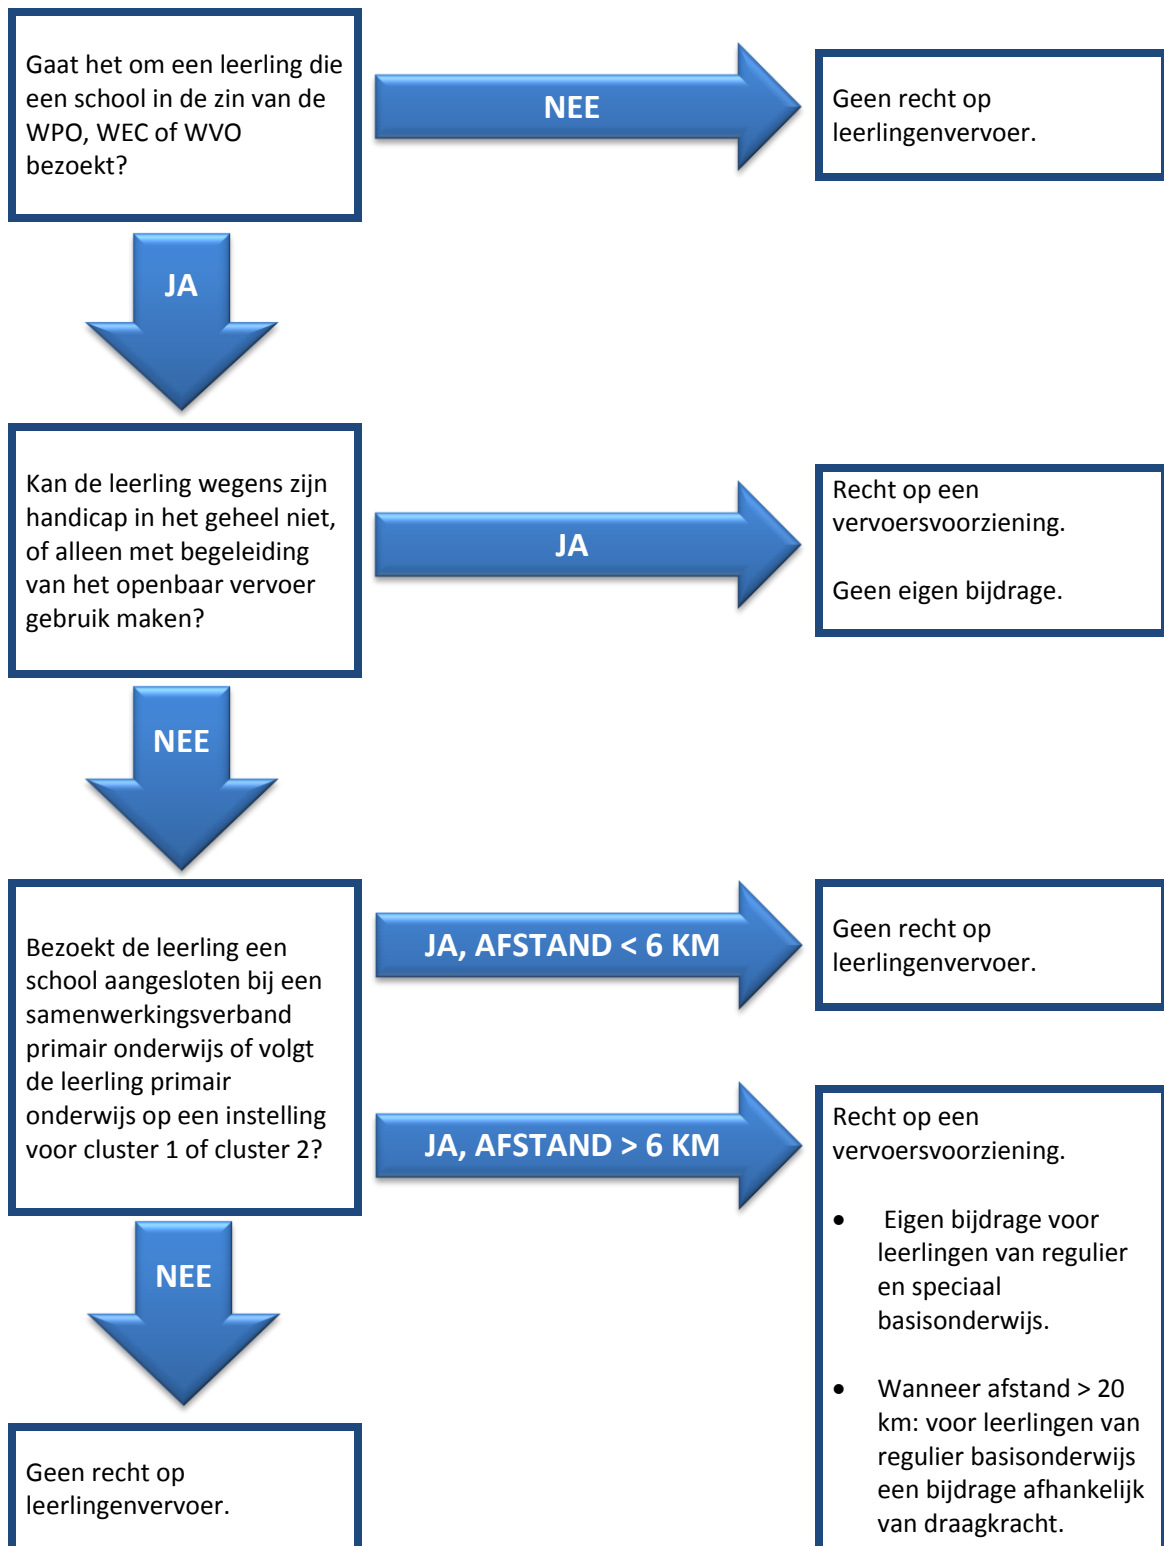 Gaat het om een leerling die
een school in de zin van de
WPO, WEC of WVO
bezoekt?
NEE
Geen recht op
leerlingenvervoer.
JA
Kan de leerling wegens zijn
handicap in het geheel niet,
of alleen met begeleiding
van het openbaar vervoer
gebruik maken?
JA
Recht op een
vervoersvoorziening.
Geen eigen bijdrage.
NEE
Bezoekt de leerling een
school aangesloten bij een
samenwerkingsverband
primair onderwijs of volgt
de leerling primair
onderwijs op een instelling
voor cluster 1 of cluster 2?
JA, AFSTAND < 6 KM
Geen recht op
leerlingenvervoer.
JA, AFSTAND > 6 KM
Recht op een
vervoersvoorziening.
• Eigen bijdrage voor
leerlingen van regulier
en speciaal
basisonderwijs.
• Wanneer afstand > 20
km: voor leerlingen van
regulier basisonderwijs
een bijdrage afhankelijk
van draagkracht.
NEE
Geen recht op
leerlingenvervoer.